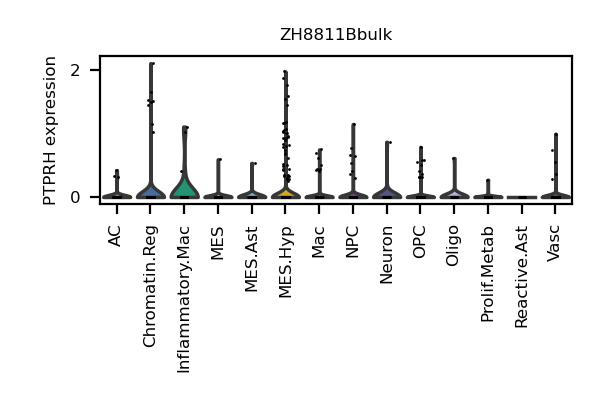 ZH8811Bbulk
PTPRH expression
2
0
AC
Chromatin.Reg
Inflammatory.Mac
MES
MES.Ast
MES.Hyp
Mac
NPC
Neuron
OPC
Oligo
Prolif.Metab
Reactive.Ast
Vasc